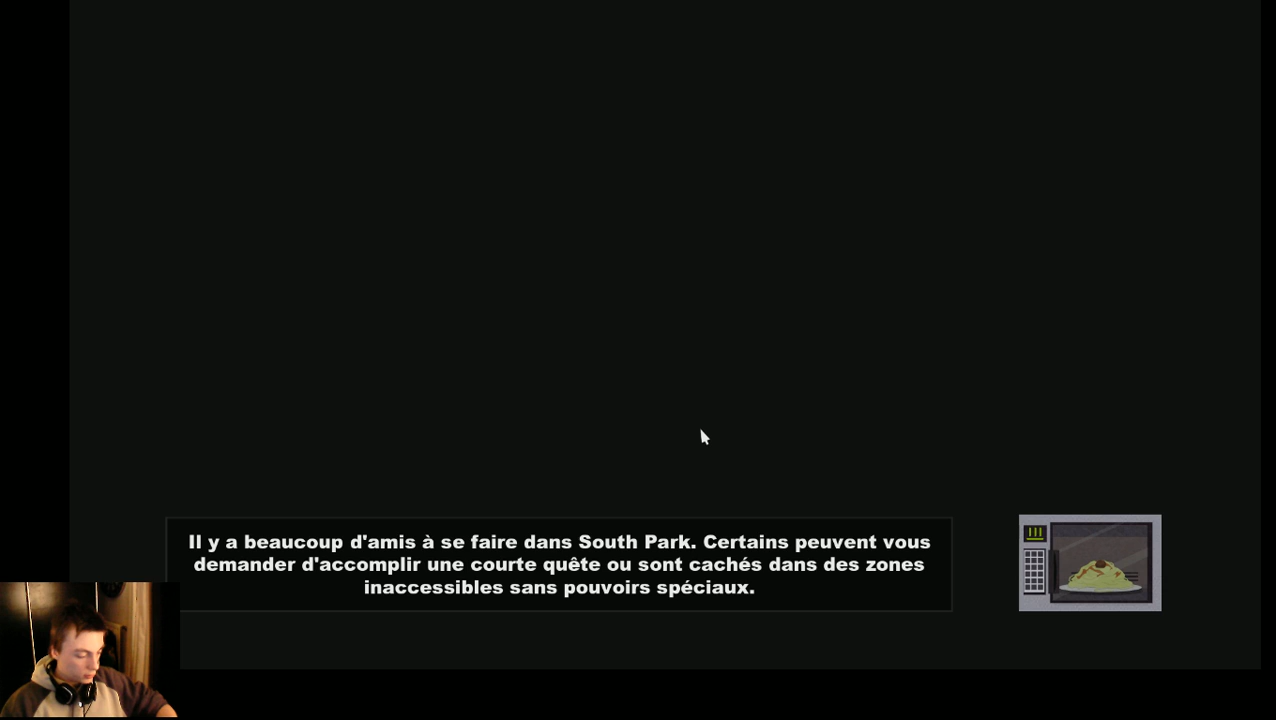 Il y a beaucoup d'amis à se faire dans South Park. Certains peuvent vous
demander d'accomplir une courte quête ou sont cachés dans des zones
inaccessibles sans pouvoirs spéciaux.